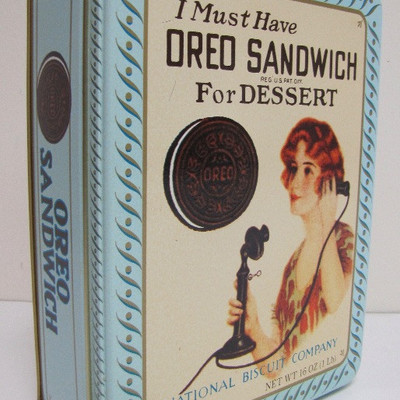 I Must Have
OREO SANDWICH
REG. U.S. PAT. OFF.
For DESSERT
OREO
NATIONAL BISCUIT COMPANY
NET WT 16 OZ (1 Lb)
OREO
SANDWICH